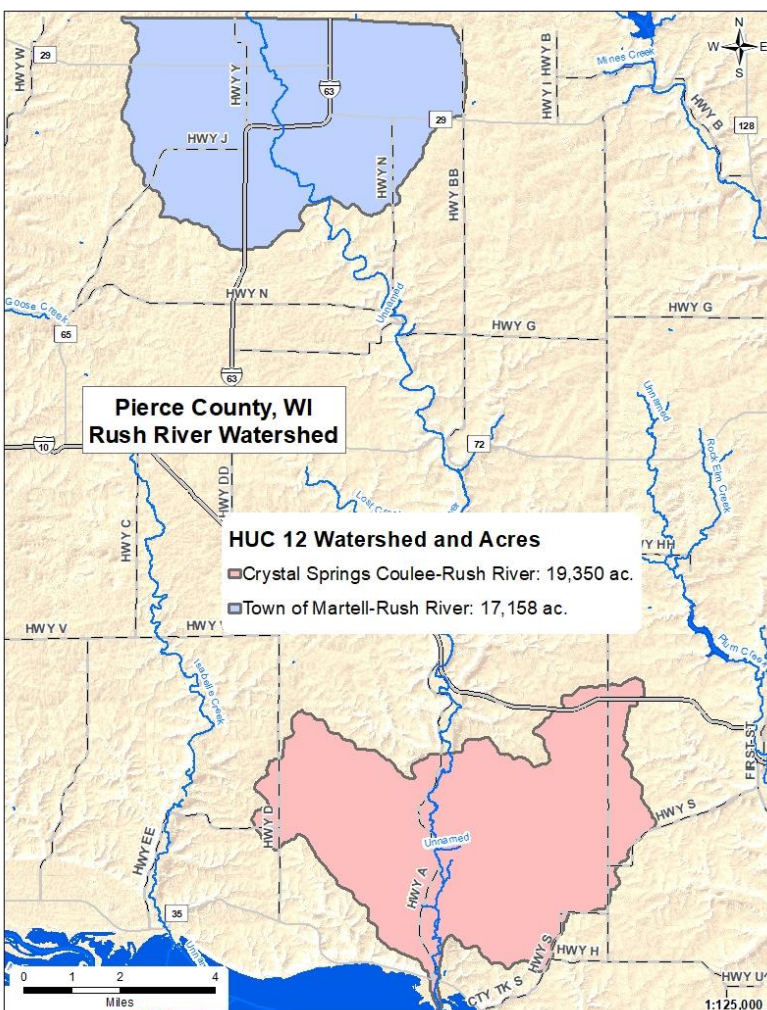 N
W E
S
HWY W
29
HWY Y
63
HWY I
HWY B
Mines Creek
HWY B
128
HWY J
29
HWY N
HWY BB
HWY N
Unnamed
HWY G
HWY G
Goose Creek
65
63
Pierce County, WI
Rush River Watershed
10
72
Unnamed
Rock Elm Creek
HWY DD
HWY C
HUC 12 Watershed and Acres
Crystal Springs Coulee-Rush River: 19,350 ac.
Town of Martell-Rush River: 17,158 ac.
HWY V
Isabelle Creek
Plum Creek
FIRST ST
HWY D
HWY S
Unnamed
HWY EE
HWY A
35
HWY S
HWY H
CTY TK S
HWY U
0 1 2 4
Miles
1:125,000